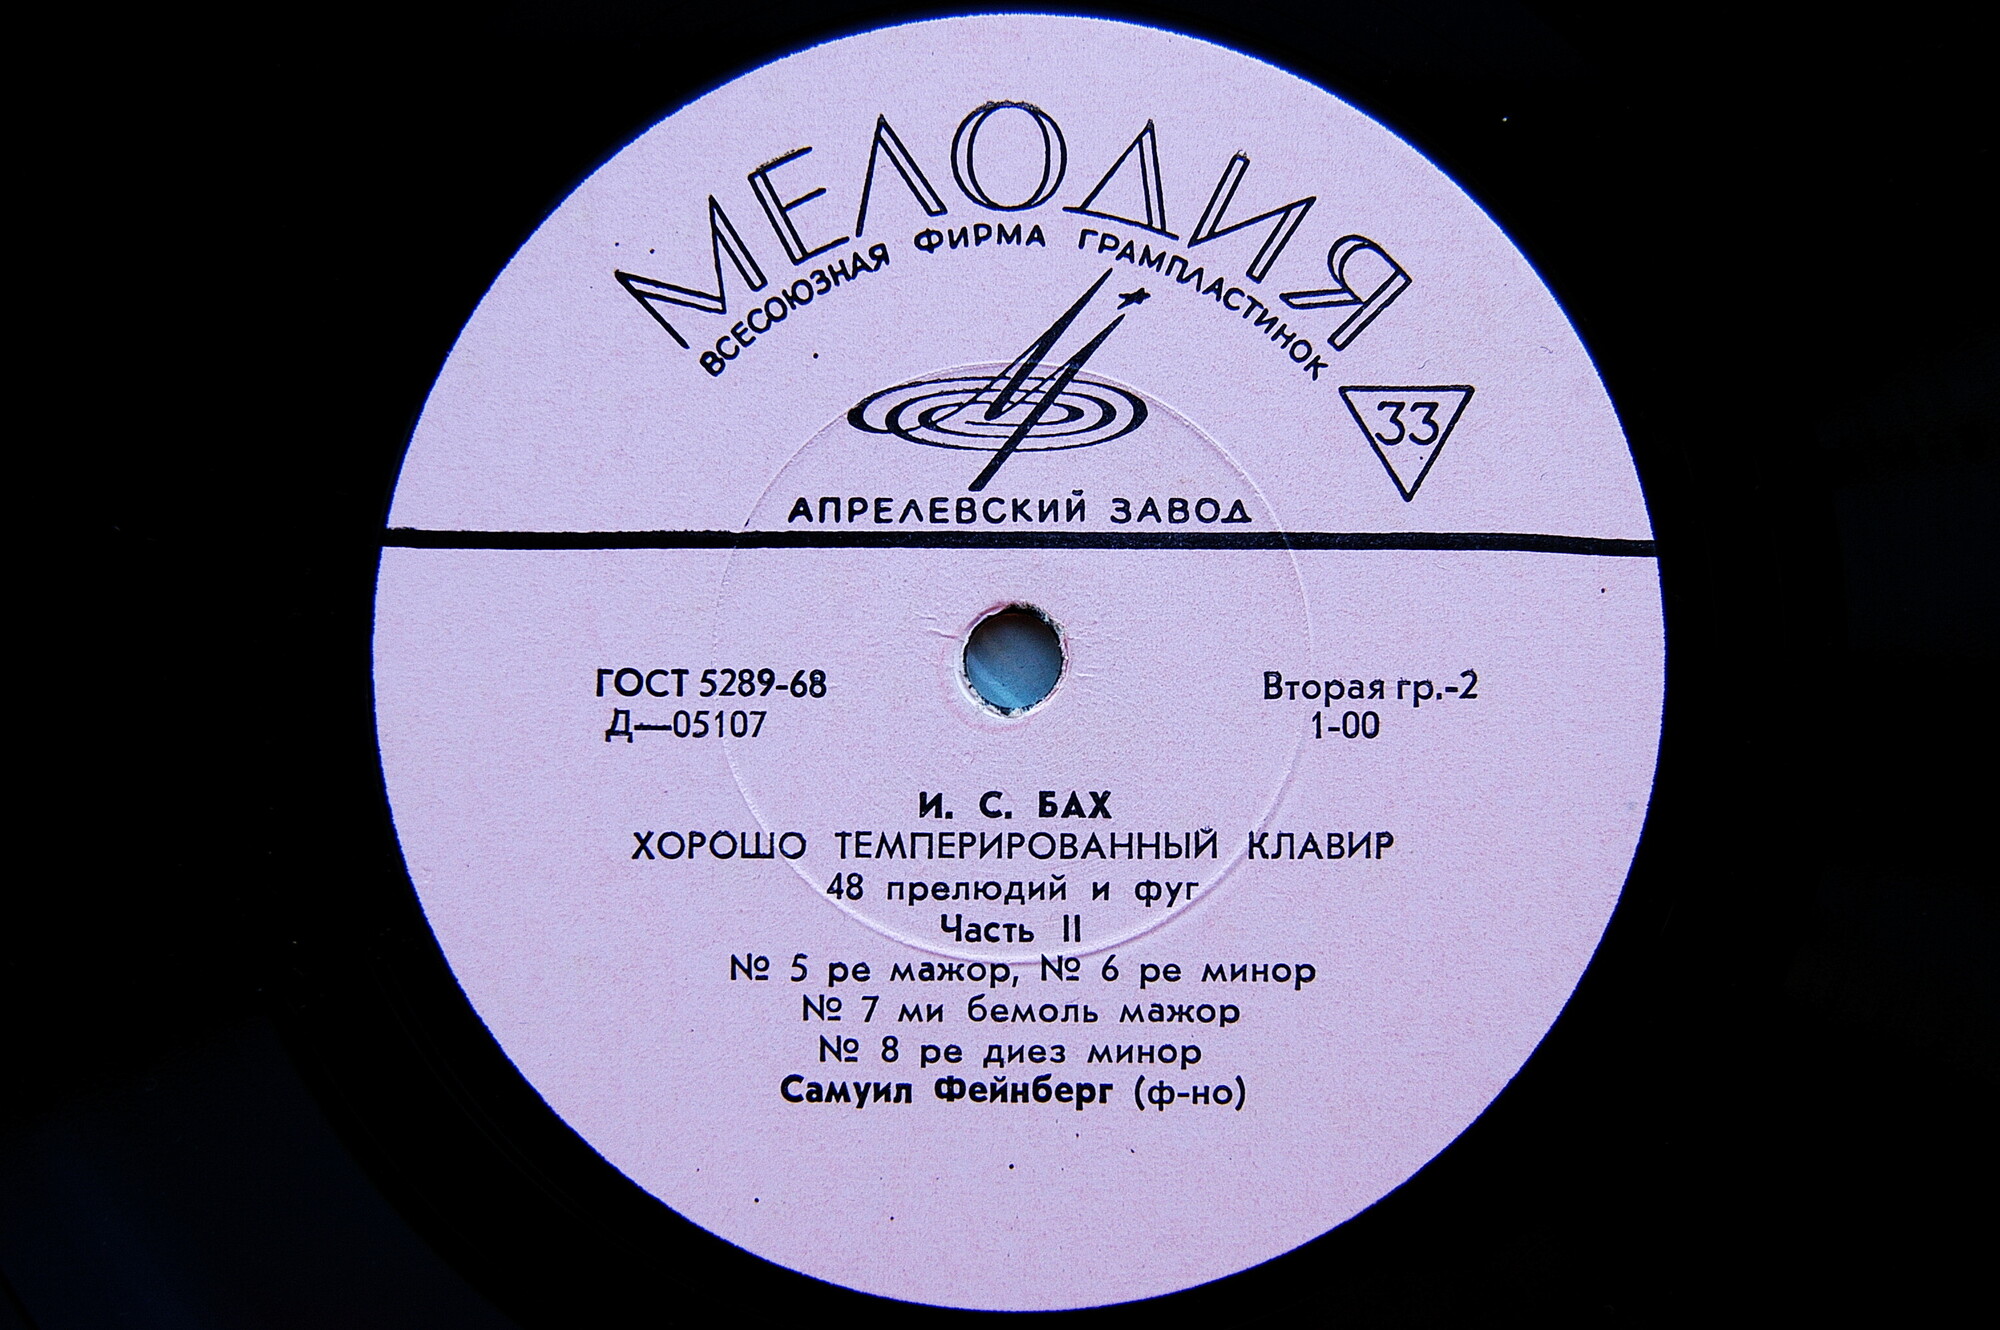 МЕЛОДИЯ
ВСЕСОЮЗНАЯ ФИРМА ГРАМПЛАСТИНОК
33
АПРЕЛЕВСКИЙ ЗАВОД
ГОСТ 5289-68
Д—05107
Вторая гр.-2
1-00
И. С. БАХ
ХОРОШО ТЕМПЕРИРОВАННЫЙ КЛАВИР
48 прелюдий и фуг
Часть II
№ 5 ре мажор, № 6 ре минор
№ 7 ми бемоль мажор
№ 8 ре диез минор
Самуил Фейнберг (ф-но)